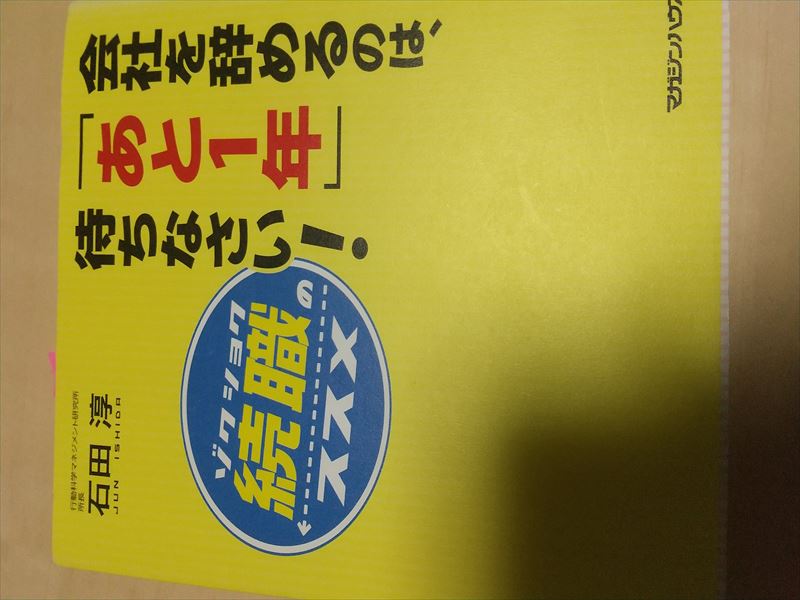 会社を辞めるのは、
「あと1年」
待ちなさい!
ゾクショク
続職の
ススメ
行動科学マネジメント研究所
所長
石田 淳
JUN ISHIDA
マガジンハウス